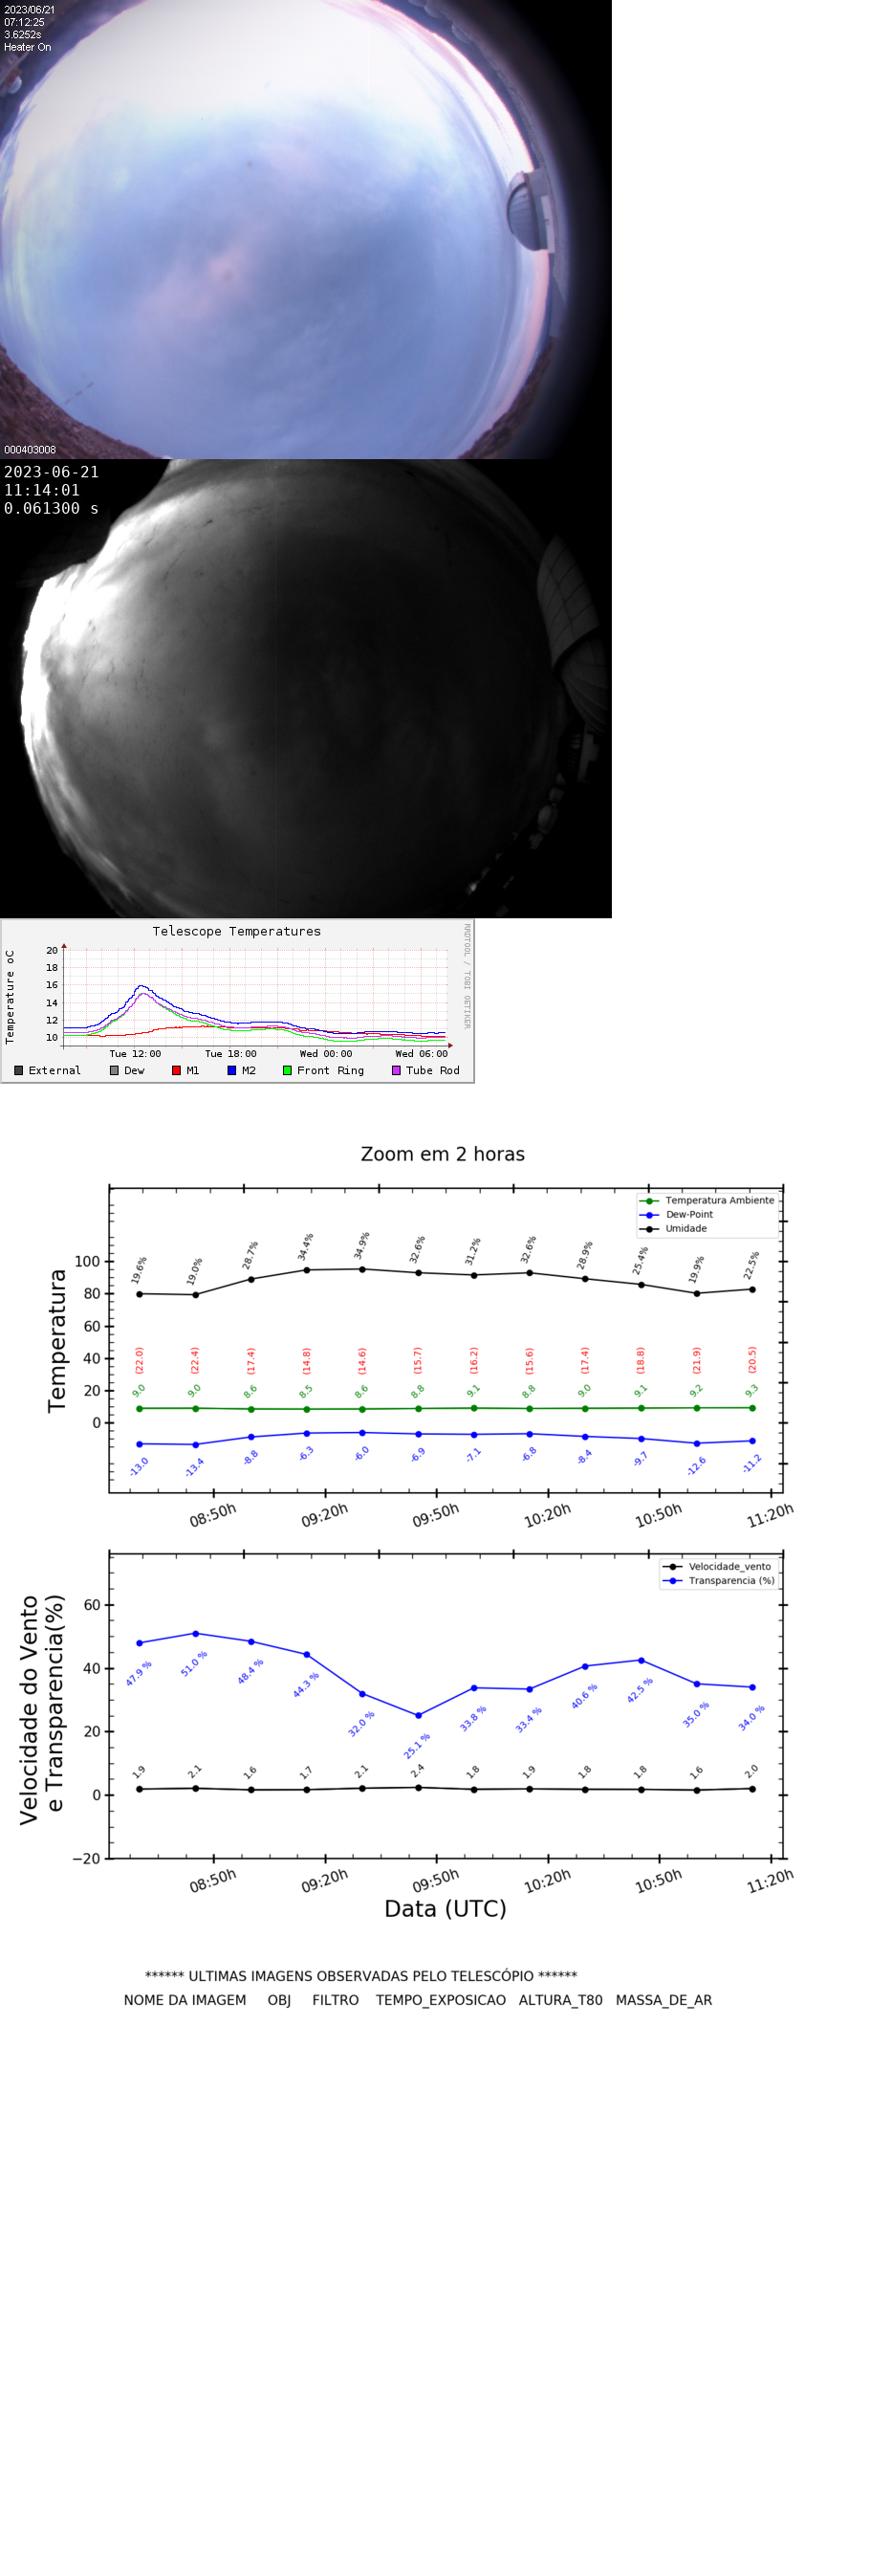 2023/06/21
07:12:25
3.6252s
Heater On
000403008
2023-06-21
11:14:01
0.061300 s
Telescope Temperatures
RRDTOOL / TOBI OETIKER
Temperature oC
20
18
16
14
12
10
Tue 12:00 Tue 18:00 Wed 00:00 Wed 06:00
External Dew M1 M2 Front Ring Tube Rod
Zoom em 2 horas
Temperatura Ambiente
Dew-Point
Umidade
Temperatura
100
80
60
40
20
0
19.6% 19.0% 28.7% 34.4% 34.9% 32.6% 31.2% 32.6% 28.9% 25.4% 19.9% 22.5%
(22.0) (22.4) (17.4) (14.8) (14.6) (15.7) (16.2) (15.6) (17.4) (18.8) (21.9) (20.5)
9.0 9.0 8.6 8.5 8.6 8.8 9.1 8.8 9.0 9.1 9.2 9.3
-13.0 -13.4 -8.8 -6.3 -6.0 -6.9 -7.1 -6.8 -8.4 -9.7 -12.6 -11.2
08:50h 09:20h 09:50h 10:20h 10:50h 11:20h
Velocidade_vento
Transparencia (%)
Velocidade do Vento
e Transparencia(%)
60
40
20
0
−20
47.9 % 51.0 % 48.4 % 44.3 % 32.0 % 25.1 % 33.8 % 33.4 % 40.6 % 42.5 % 35.0 % 34.0 %
1.9 2.1 1.6 1.7 2.1 2.4 1.8 1.9 1.8 1.8 1.6 2.0
08:50h 09:20h 09:50h 10:20h 10:50h 11:20h
Data (UTC)
****** ULTIMAS IMAGENS OBSERVADAS PELO TELESCÓPIO ******
NOME DA IMAGEM OBJ FILTRO TEMPO_EXPOSICAO ALTURA_T80 MASSA_DE_AR